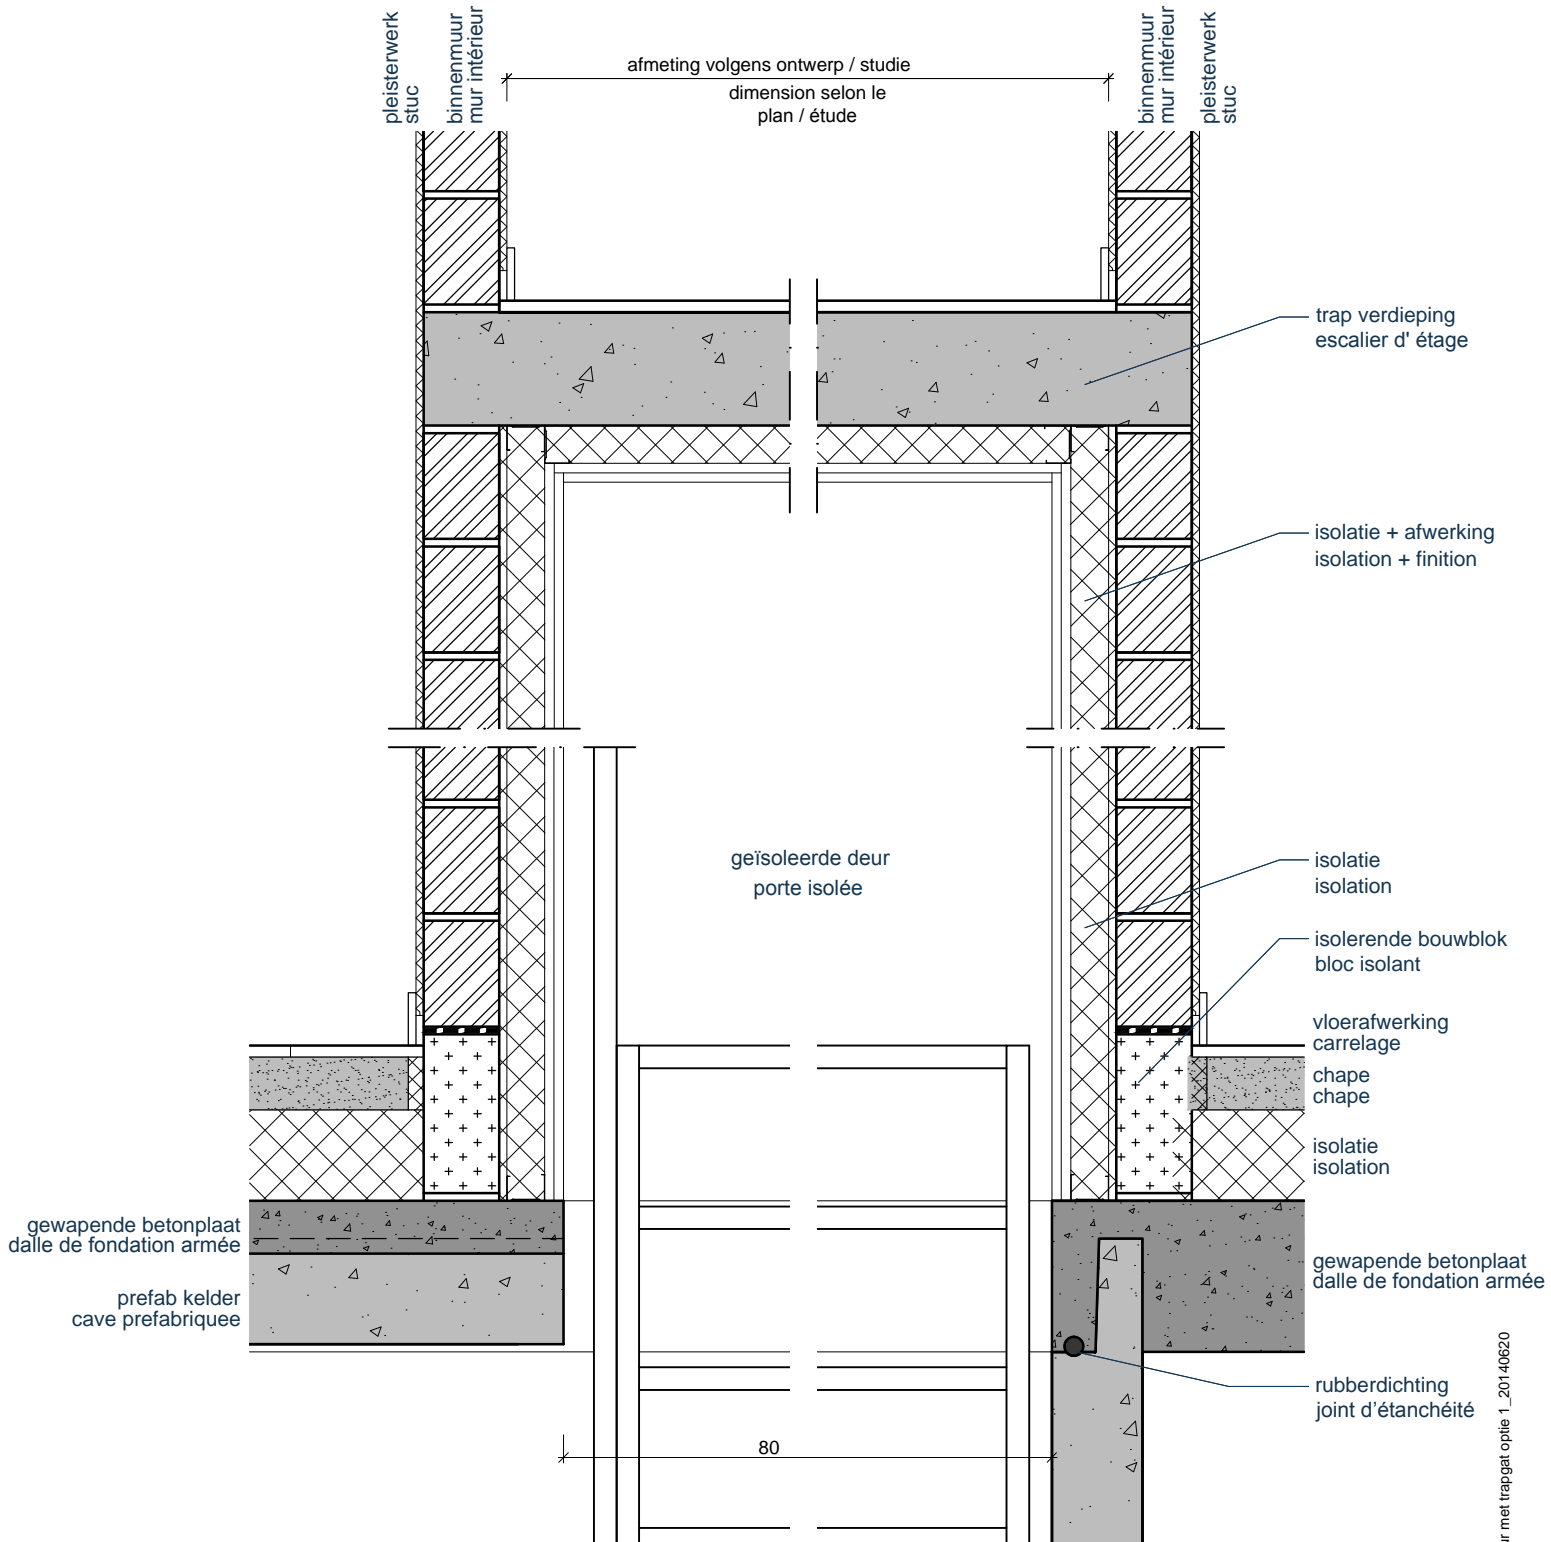 pleisterwerk
stuc
binnenmuur
mur intérieur
afmeting volgens ontwerp / studie
dimension selon le
plan / étude
binnenmuur
mur intérieur
pleisterwerk
stuc
trap verdieping
escalier d' étage
isolatie + afwerking
isolation + finition
geïsoleerde deur
porte isolée
isolatie
isolation
isolerende bouwblok
bloc isolant
vloerafwerking
carrelage
chape
chape
isolatie
isolation
gewapende betonplaat
dalle de fondation armée
prefab kelder
cave prefabriquee
gewapende betonplaat
dalle de fondation armée
rubberdichting
joint d'étanchéité
80
met trapgat optie 1_20140620